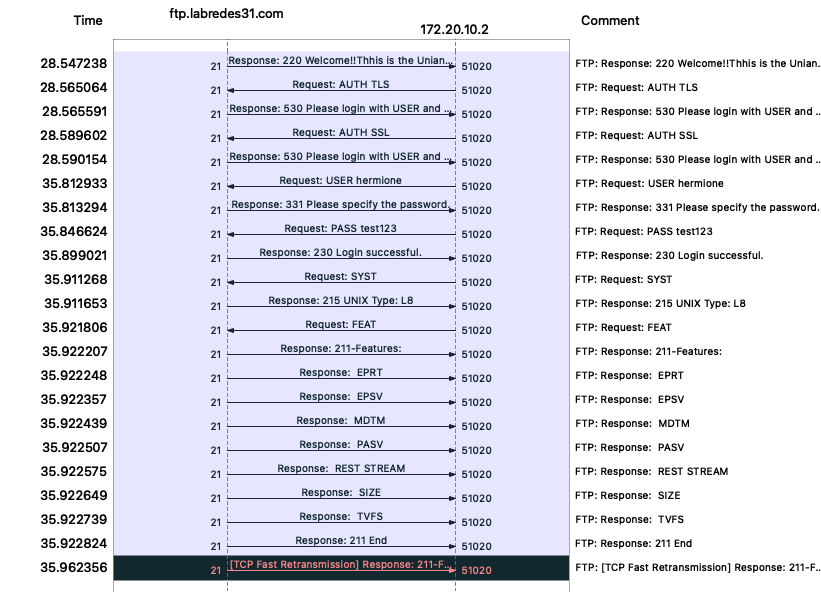 Time ftp.labredes31.com 172.20.10.2 Comment
28.547238 21 Response: 220 Welcome!!Thhis is the Unian... 51020 FTP: Response: 220 Welcome!!Thhis is the Unian.
28.565064 21 Request: AUTH TLS 51020 FTP: Request: AUTH TLS
28.565591 21 Response: 530 Please login with USER and ... 51020 FTP: Response: 530 Please login with USER and ..
28.589602 21 Request: AUTH SSL 51020 FTP: Request: AUTH SSL
28.590154 21 Response: 530 Please login with USER and ... 51020 FTP: Response: 530 Please login with USER and ..
35.812933 21 Request: USER hermione 51020 FTP: Request: USER hermione
35.813294 21 Response: 331 Please specify the password. 51020 FTP: Response: 331 Please specify the password.
35.846624 21 Request: PASS test123 51020 FTP: Request: PASS test123
35.899021 21 Response: 230 Login successful. 51020 FTP: Response: 230 Login successful.
35.911268 21 Request: SYST 51020 FTP: Request: SYST
35.911653 21 Response: 215 UNIX Type: L8 51020 FTP: Response: 215 UNIX Type: L8
35.921806 21 Request: FEAT 51020 FTP: Request: FEAT
35.922207 21 Response: 211-Features: 51020 FTP: Response: 211-Features:
35.922248 21 Response: EPRT 51020 FTP: Response: EPRT
35.922357 21 Response: EPSV 51020 FTP: Response: EPSV
35.922439 21 Response: MDTM 51020 FTP: Response: MDTM
35.922507 21 Response: PASV 51020 FTP: Response: PASV
35.922575 21 Response: REST STREAM 51020 FTP: Response: REST STREAM
35.922649 21 Response: SIZE 51020 FTP: Response: SIZE
35.922739 21 Response: TVFS 51020 FTP: Response: TVFS
35.922824 21 Response: 211 End 51020 FTP: Response: 211 End
35.962356 21 [TCP Fast Retransmission] Response: 211-F... 51020 FTP: [TCP Fast Retransmission] Response: 211-F..